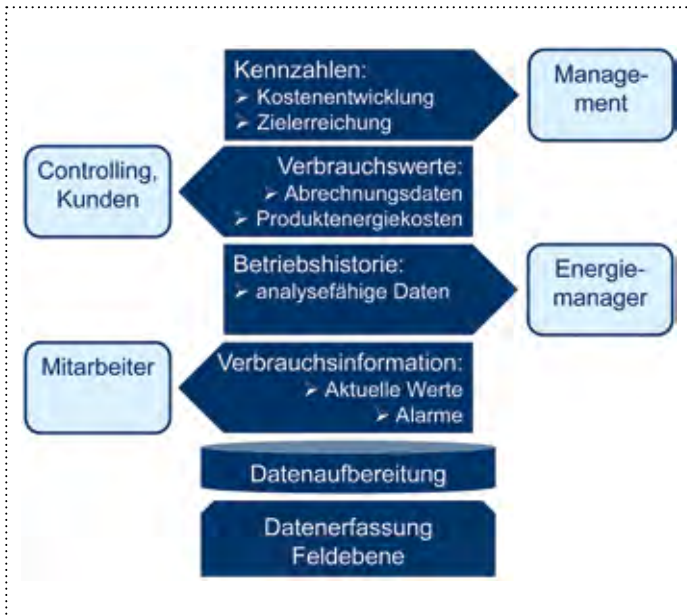 Kennzahlen:
➢ Kostenentwicklung
➢ Zielerreichung
Manage-
ment
Controlling,
Kunden
Verbrauchswerte:
➢ Abrechnungsdaten
➢ Produktenergiekosten
Betriebshistorie:
➢ analysefähige Daten
Energie-
manager
Mitarbeiter
Verbrauchsinformation:
➢ Aktuelle Werte
➢ Alarme
Datenaufbereitung
Datenerfassung
Feldebene